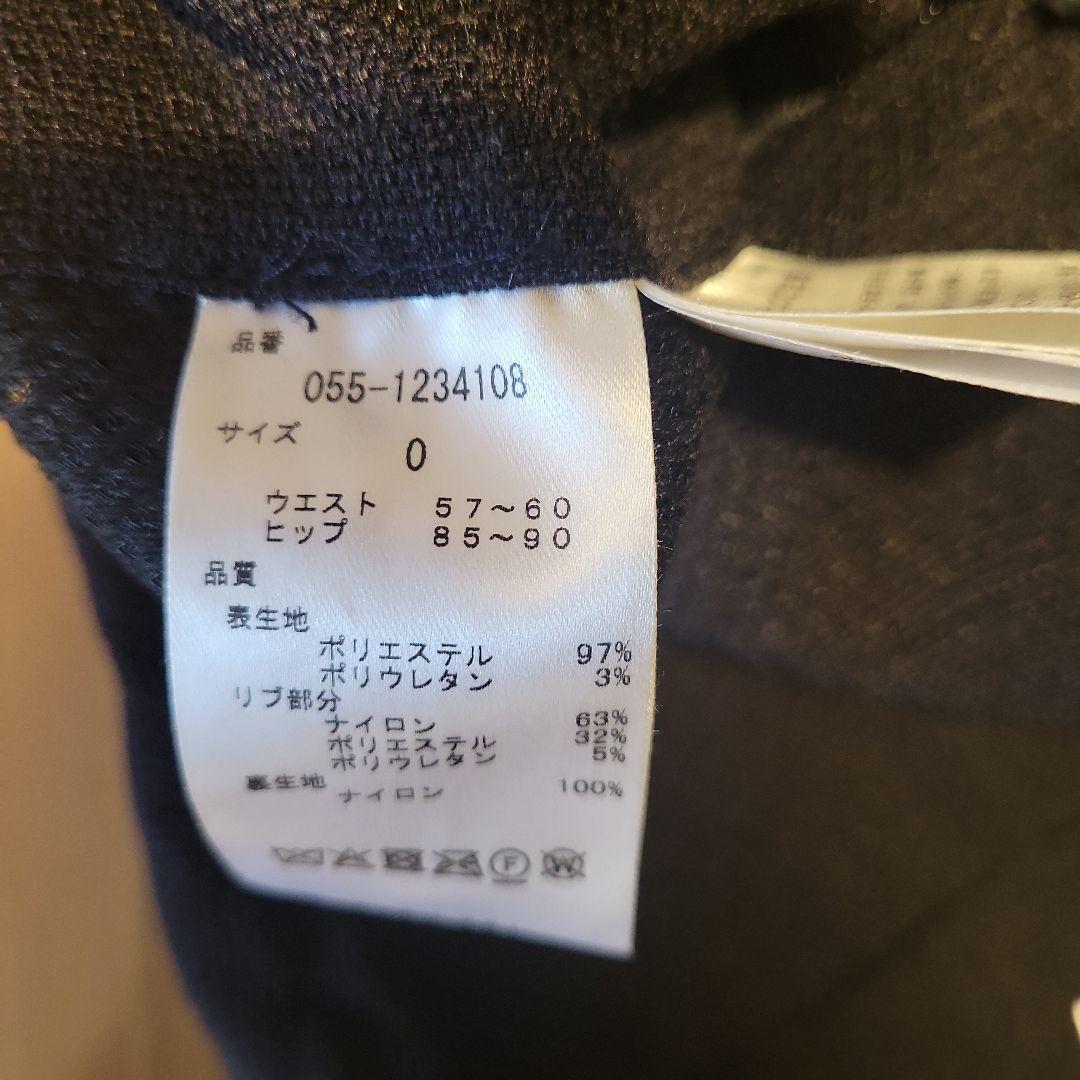 品番
055-1234108
サイズ
0
ウエスト 57〜60
ヒップ 85〜90
品質
表生地
ポリエステル 97%
ポリウレタン 3%
リブ部分
ナイロン 63%
ポリエステル 32%
ポリウレタン 5%
裏生地
ナイロン 100%
F
W